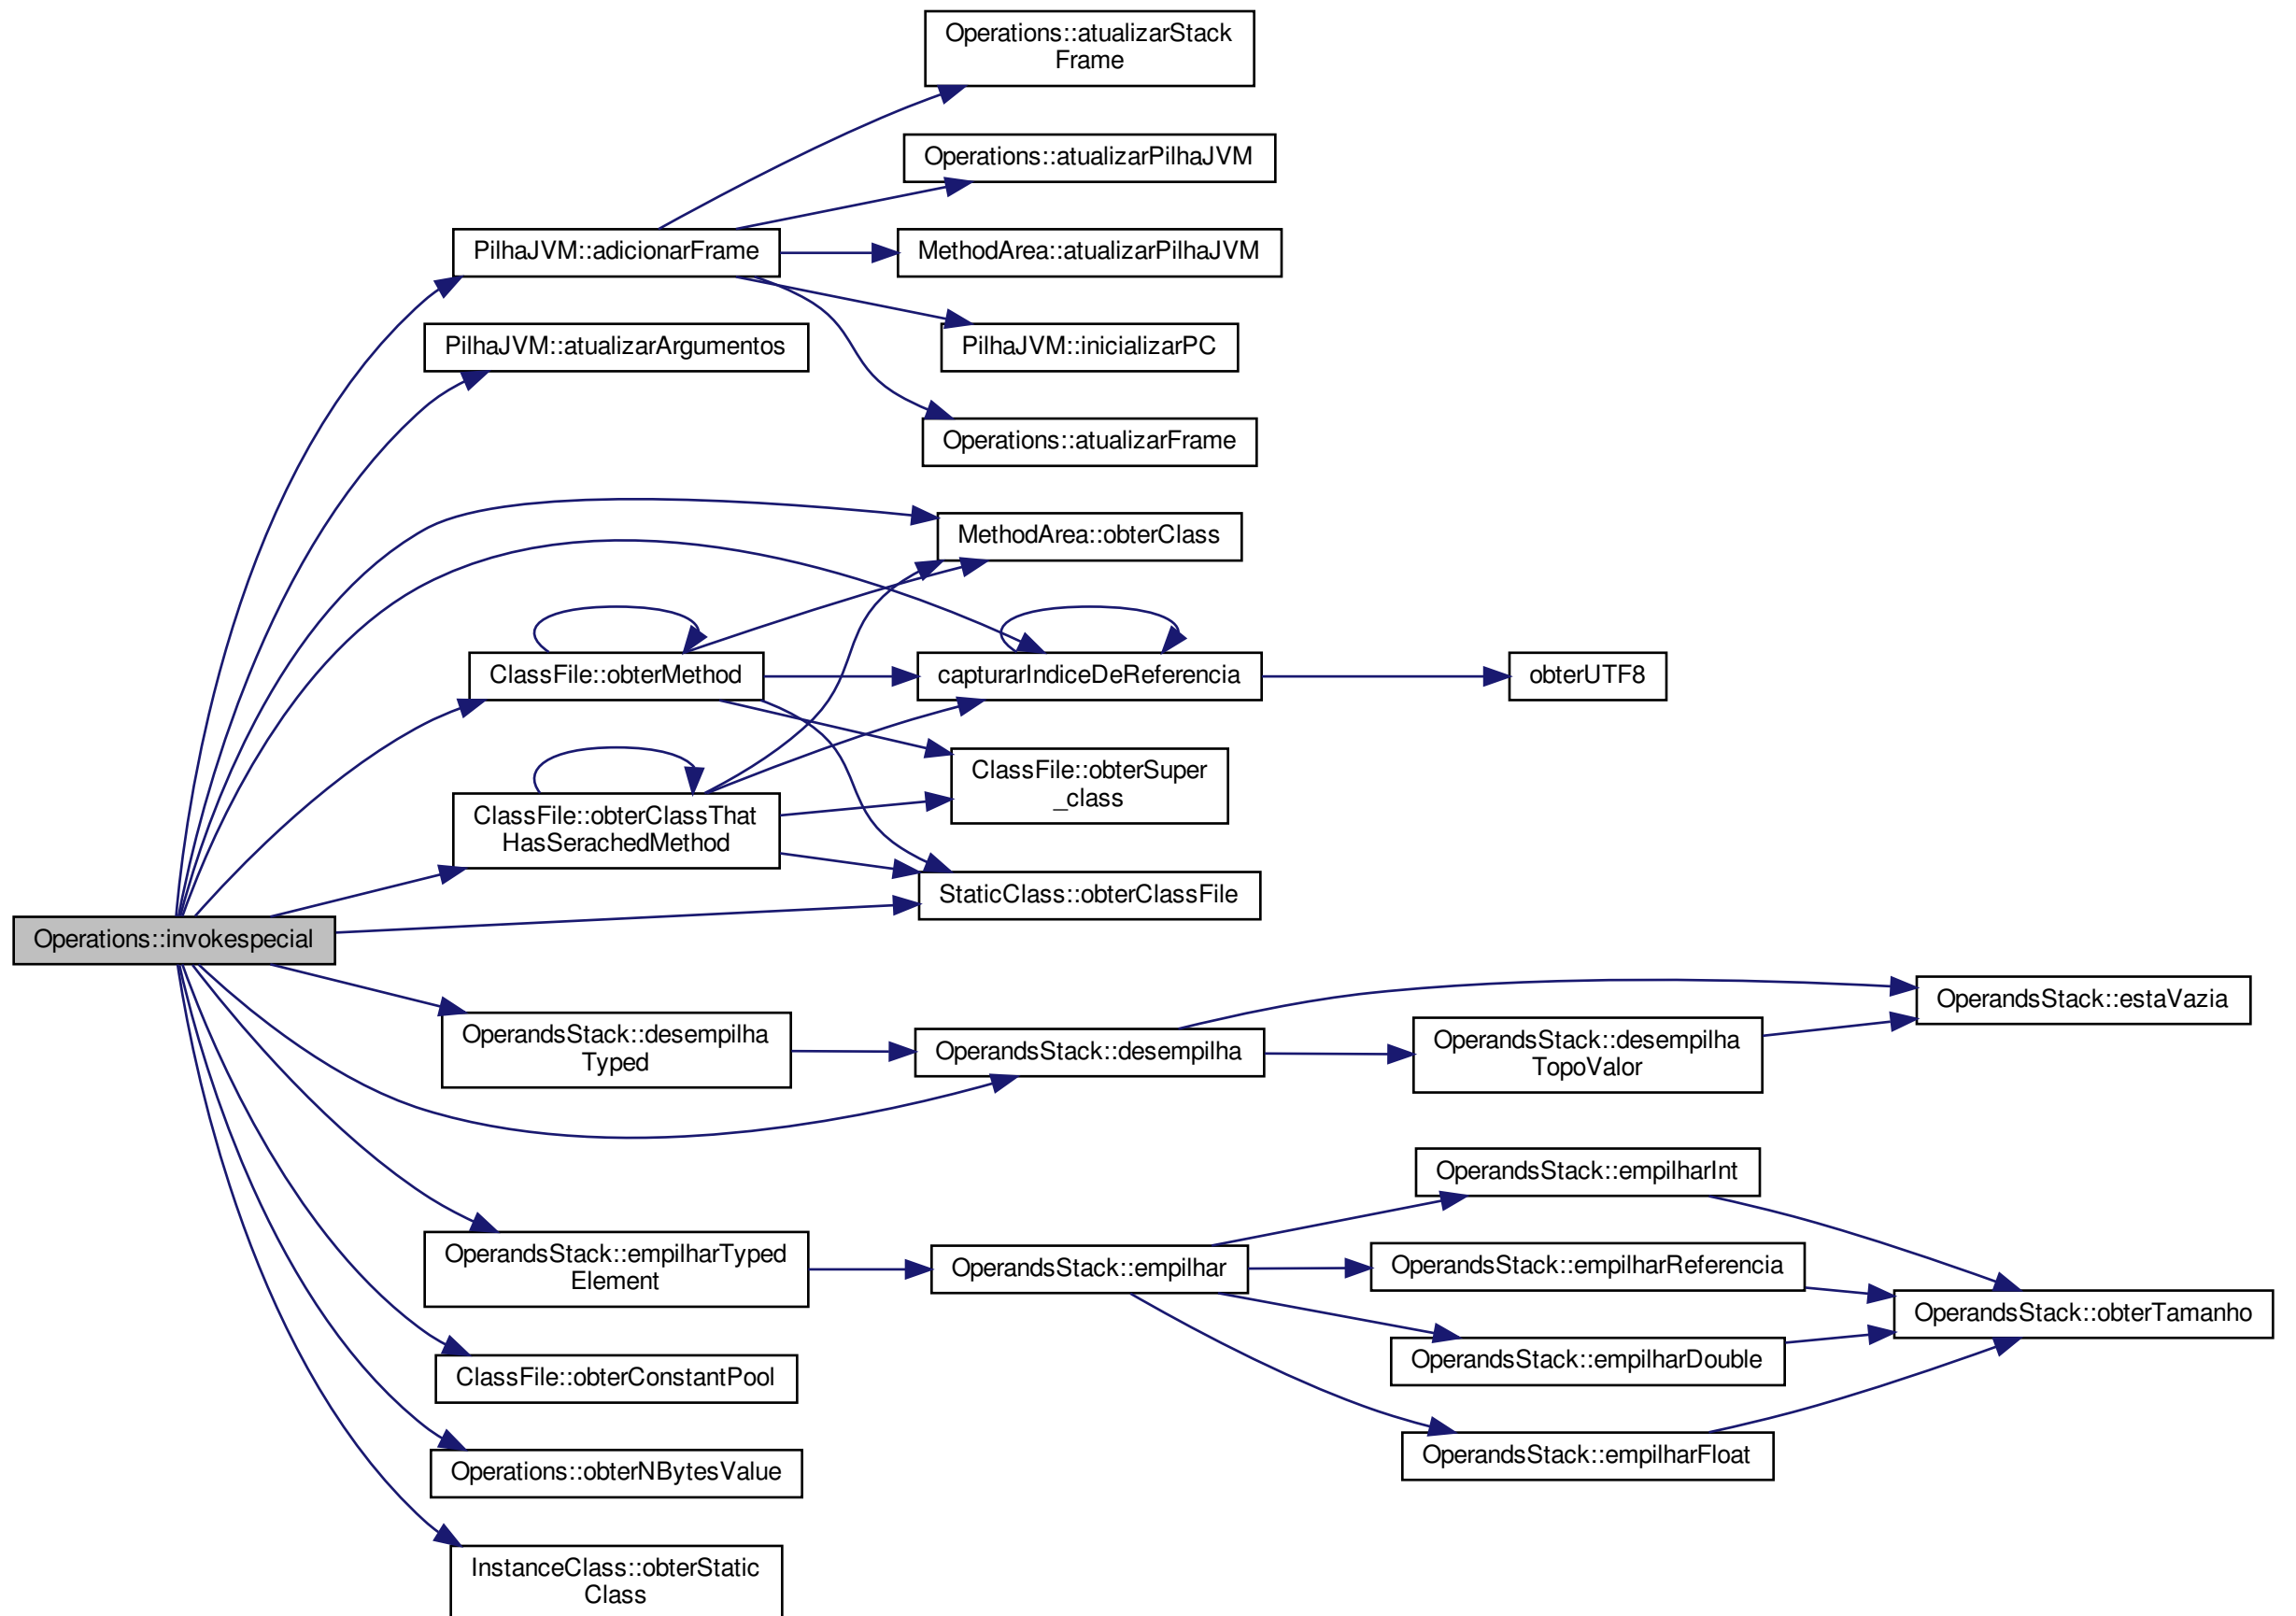 Operations::atualizarStack
Frame
Operations::atualizarPilhaJVM
PilhaJVM::adicionarFrame
MethodArea::atualizarPilhaJVM
PilhaJVM::atualizarArgumentos
PilhaJVM::inicializarPC
Operations::atualizarFrame
MethodArea::obterClass
ClassFile::obterMethod
capturarIndiceDeReferencia
obterUTF8
ClassFile::obterSuper
_class
ClassFile::obterClassThat
HasSerachedMethod
StaticClass::obterClassFile
Operations::invokespecial
OperandsStack::estaVazia
OperandsStack::desempilha
Typed
OperandsStack::desempilha
OperandsStack::desempilha
TopoValor
OperandsStack::empilharInt
OperandsStack::empilharTyped
Element
OperandsStack::empilhar
OperandsStack::empilharReferencia
OperandsStack::obterTamanho
OperandsStack::empilharDouble
ClassFile::obterConstantPool
OperandsStack::empilharFloat
Operations::obterNBytesValue
InstanceClass::obterStatic
Class